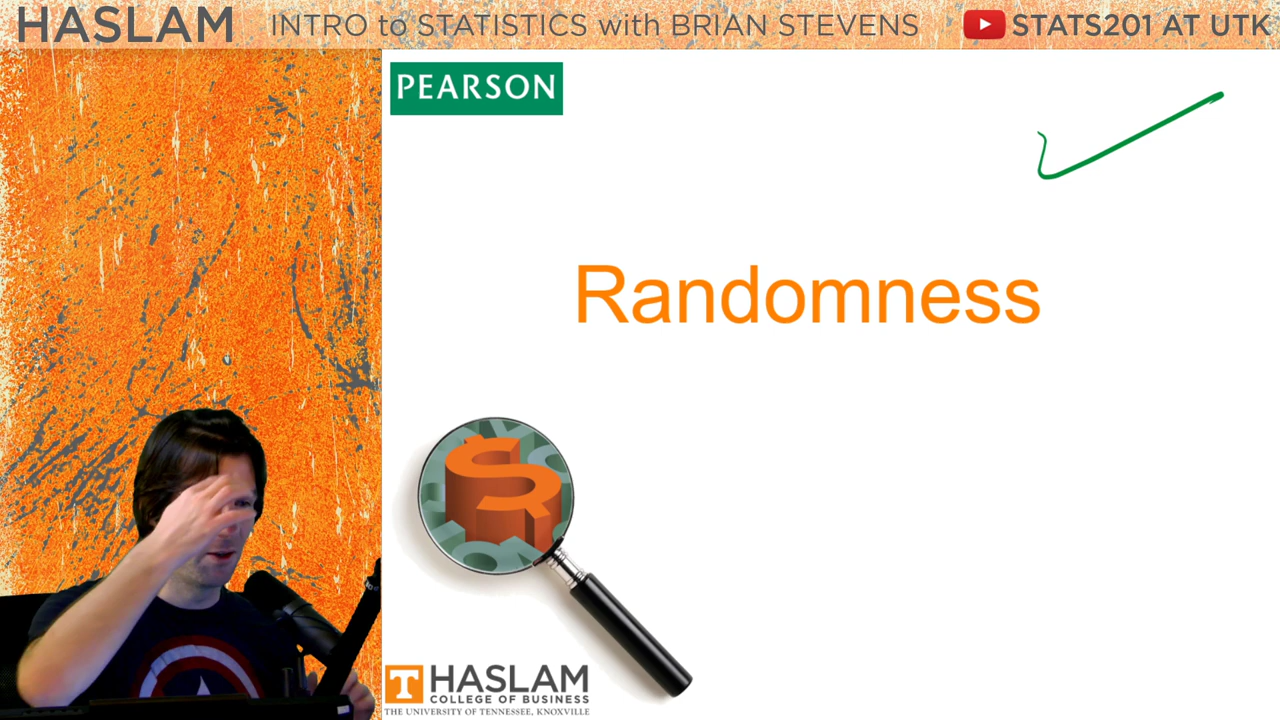 HASLAM INTRO to STATISTICS with BRIAN STEVENS STATS201 AT UTK
PEARSON
Randomness
T HASLAM
COLLEGE OF BUSINESS
THE UNIVERSITY OF TENNESSEE, KNOXVILLE